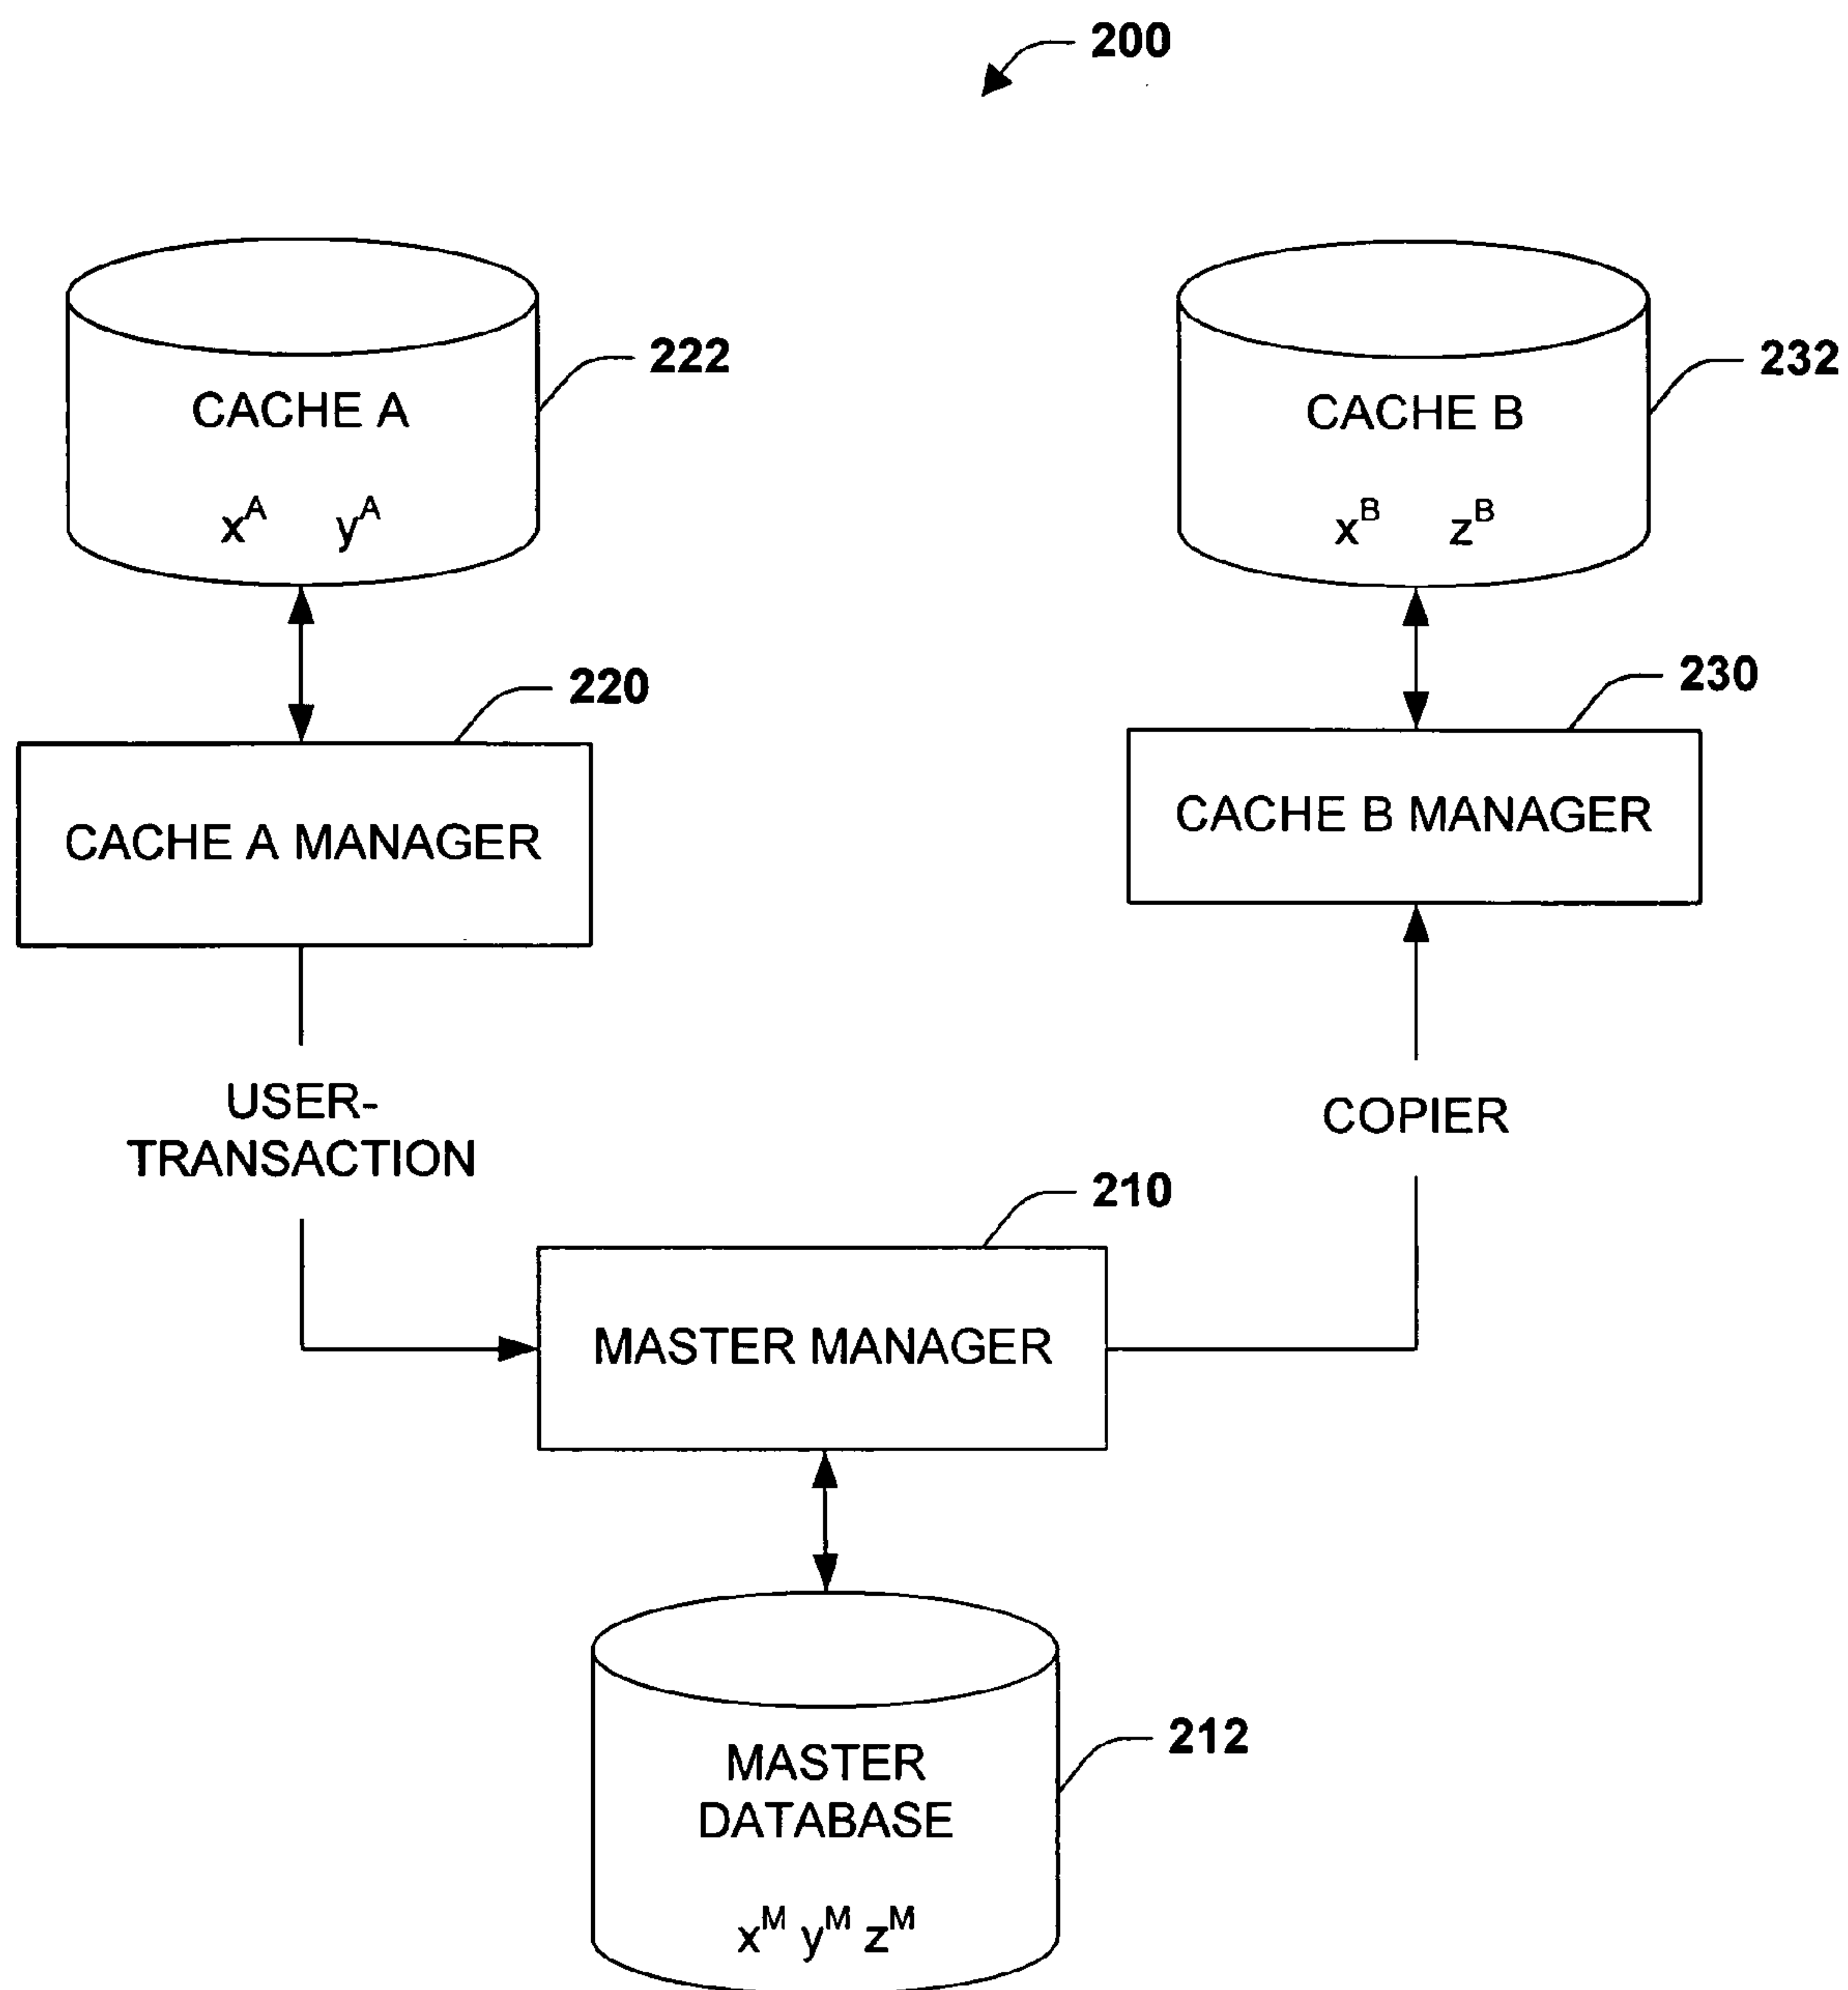 200
222
232
CACHE A
CACHE B
x^A y^A
x^B z^B
220
230
CACHE A MANAGER
CACHE B MANAGER
USER-
TRANSACTION
COPIER
210
MASTER MANAGER
212
MASTER
DATABASE
x^M y^M z^M